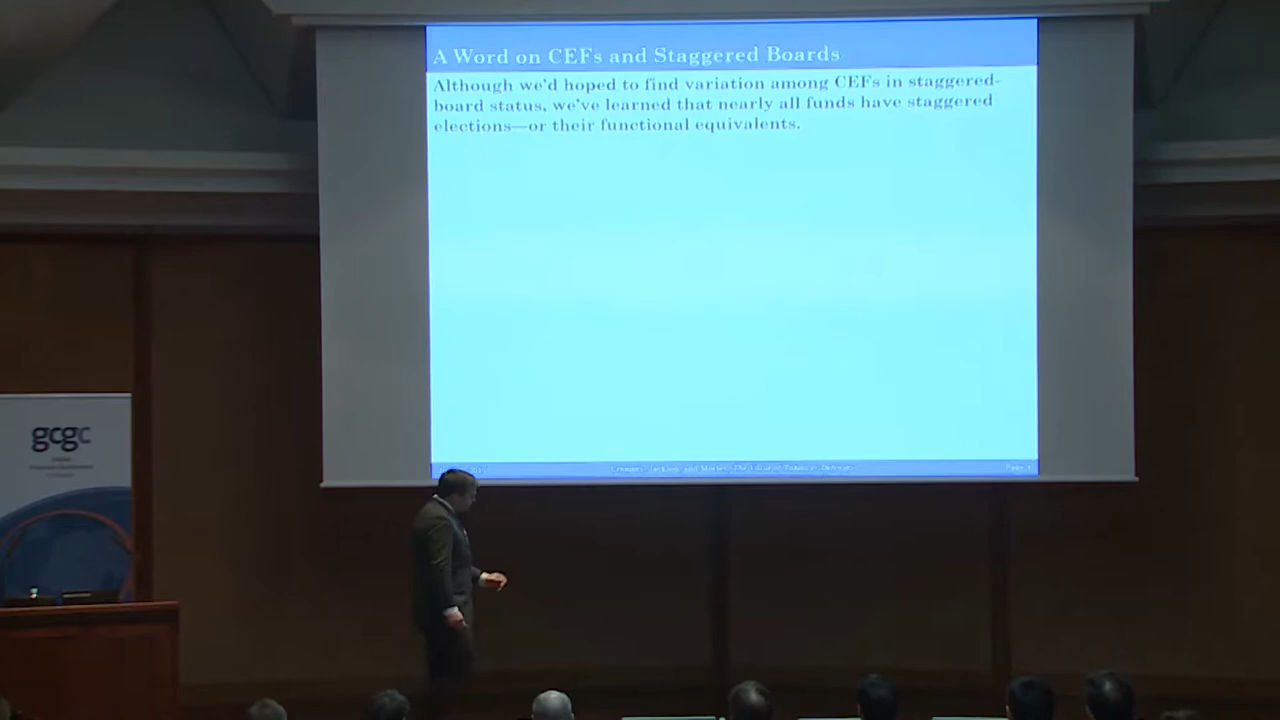 A Word on CEFs and Staggered Boards
Although we'd hoped to find variation among CEFs in staggered-
board status, we've learned that nearly all funds have staggered
elections—or their functional equivalents.
gcgc